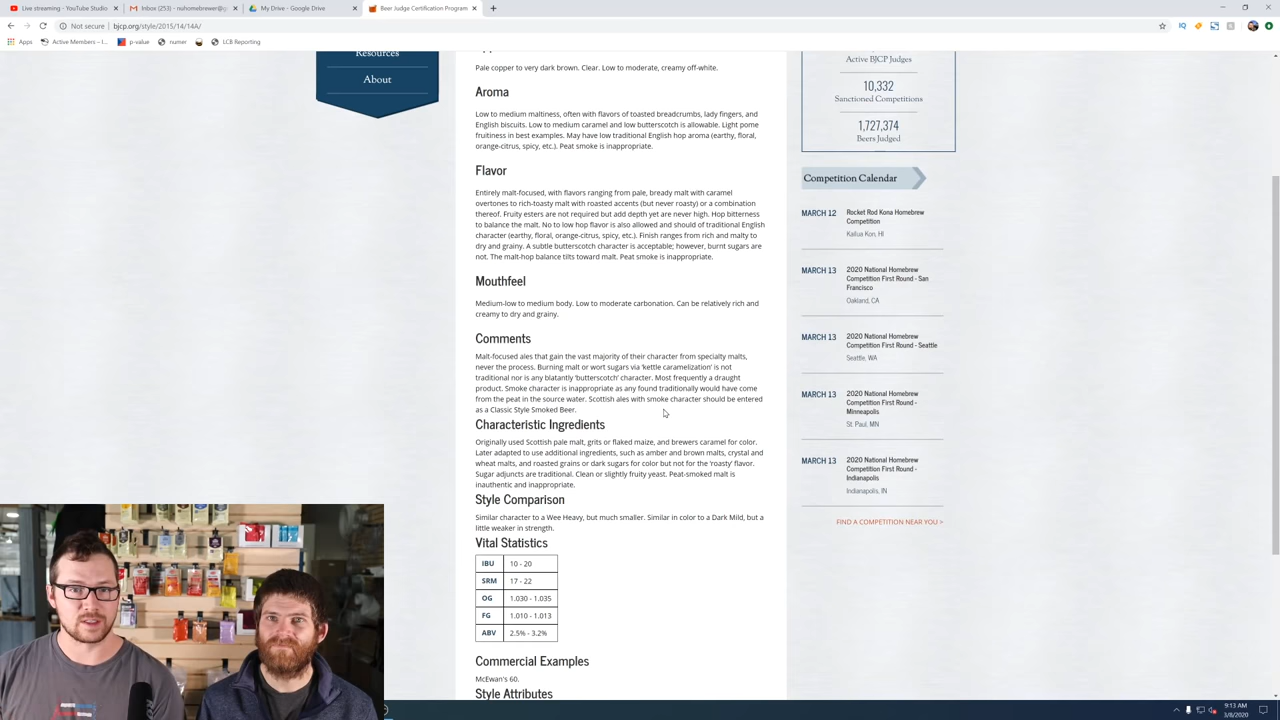 Live streaming - YouTube Studio
Inbox (253) - nuhomebrewer@g
My Drive - Google Drive
Beer Judge Certification Program
Not secure | bjcp.org/style/2015/14/14A/
Apps
Active Members – I...
p-value
numer
LCB Reporting
Resources
About
Pale copper to very dark brown. Clear. Low to moderate, creamy off-white.
Aroma
Low to medium maltiness, often with flavors of toasted breadcrumbs, lady fingers, and
English biscuits. Low to medium caramel and low butterscotch is allowable. Light pome
fruitiness in best examples. May have low traditional English hop aroma (earthy, floral,
orange-citrus, spicy, etc.). Peat smoke is inappropriate.
Flavor
Entirely malt-focused, with flavors ranging from pale, bready malt with caramel
overtones to rich-toasty malt with roasted accents (but never roasty) or a combination
thereof. Fruity esters are not required but add depth yet are never high. Hop bitterness
to balance the malt. No to low hop flavor is also allowed and should of traditional English
character (earthy, floral, orange-citrus, spicy, etc.). Finish ranges from rich and malty to
dry and grainy. A subtle butterscotch character is acceptable; however, burnt sugars are
not. The malt-hop balance tilts toward malt. Peat smoke is inappropriate.
Mouthfeel
Medium-low to medium body. Low to moderate carbonation. Can be relatively rich and
creamy to dry and grainy.
Comments
Malt-focused ales that gain the vast majority of their character from specialty malts,
never the process. Burning malt or wort sugars via 'kettle caramelization' is not
traditional nor is any blatantly 'butterscotch' character. Most frequently a draught
product. Smoke character is inappropriate as any found traditionally would have come
from the peat in the source water. Scottish ales with smoke character should be entered
as a Classic Style Smoked Beer.
Characteristic Ingredients
Originally used Scottish pale malt, grits or flaked maize, and brewers caramel for color.
Later adapted to use additional ingredients, such as amber and brown malts, crystal and
wheat malts, and roasted grains or dark sugars for color but not for the 'roasty' flavor.
Sugar adjuncts are traditional. Clean or slightly fruity yeast. Peat-smoked malt is
inauthentic and inappropriate.
Style Comparison
Similar character to a Wee Heavy, but much smaller. Similar in color to a Dark Mild, but a
little weaker in strength.
Vital Statistics
IBU 10 - 20
SRM 17 - 22
OG 1.030 - 1.035
FG 1.010 - 1.013
ABV 2.5% - 3.2%
Commercial Examples
McEwan's 60.
Style Attributes
Active BJCP Judges
10,332
Sanctioned Competitions
1,727,374
Beers Judged
Competition Calendar
MARCH 12 Rocket Rod Kona Homebrew
Competition
Kailua Kon, HI
MARCH 13 2020 National Homebrew
Competition First Round - San
Francisco
Oakland, CA
MARCH 13 2020 National Homebrew
Competition First Round - Seattle
Seattle, WA
MARCH 13 2020 National Homebrew
Competition First Round -
Minneapolis
St. Paul, MN
MARCH 13 2020 National Homebrew
Competition First Round -
Indianapolis
Indianapolis, IN
FIND A COMPETITION NEAR YOU >
9:13 AM
3/8/2020